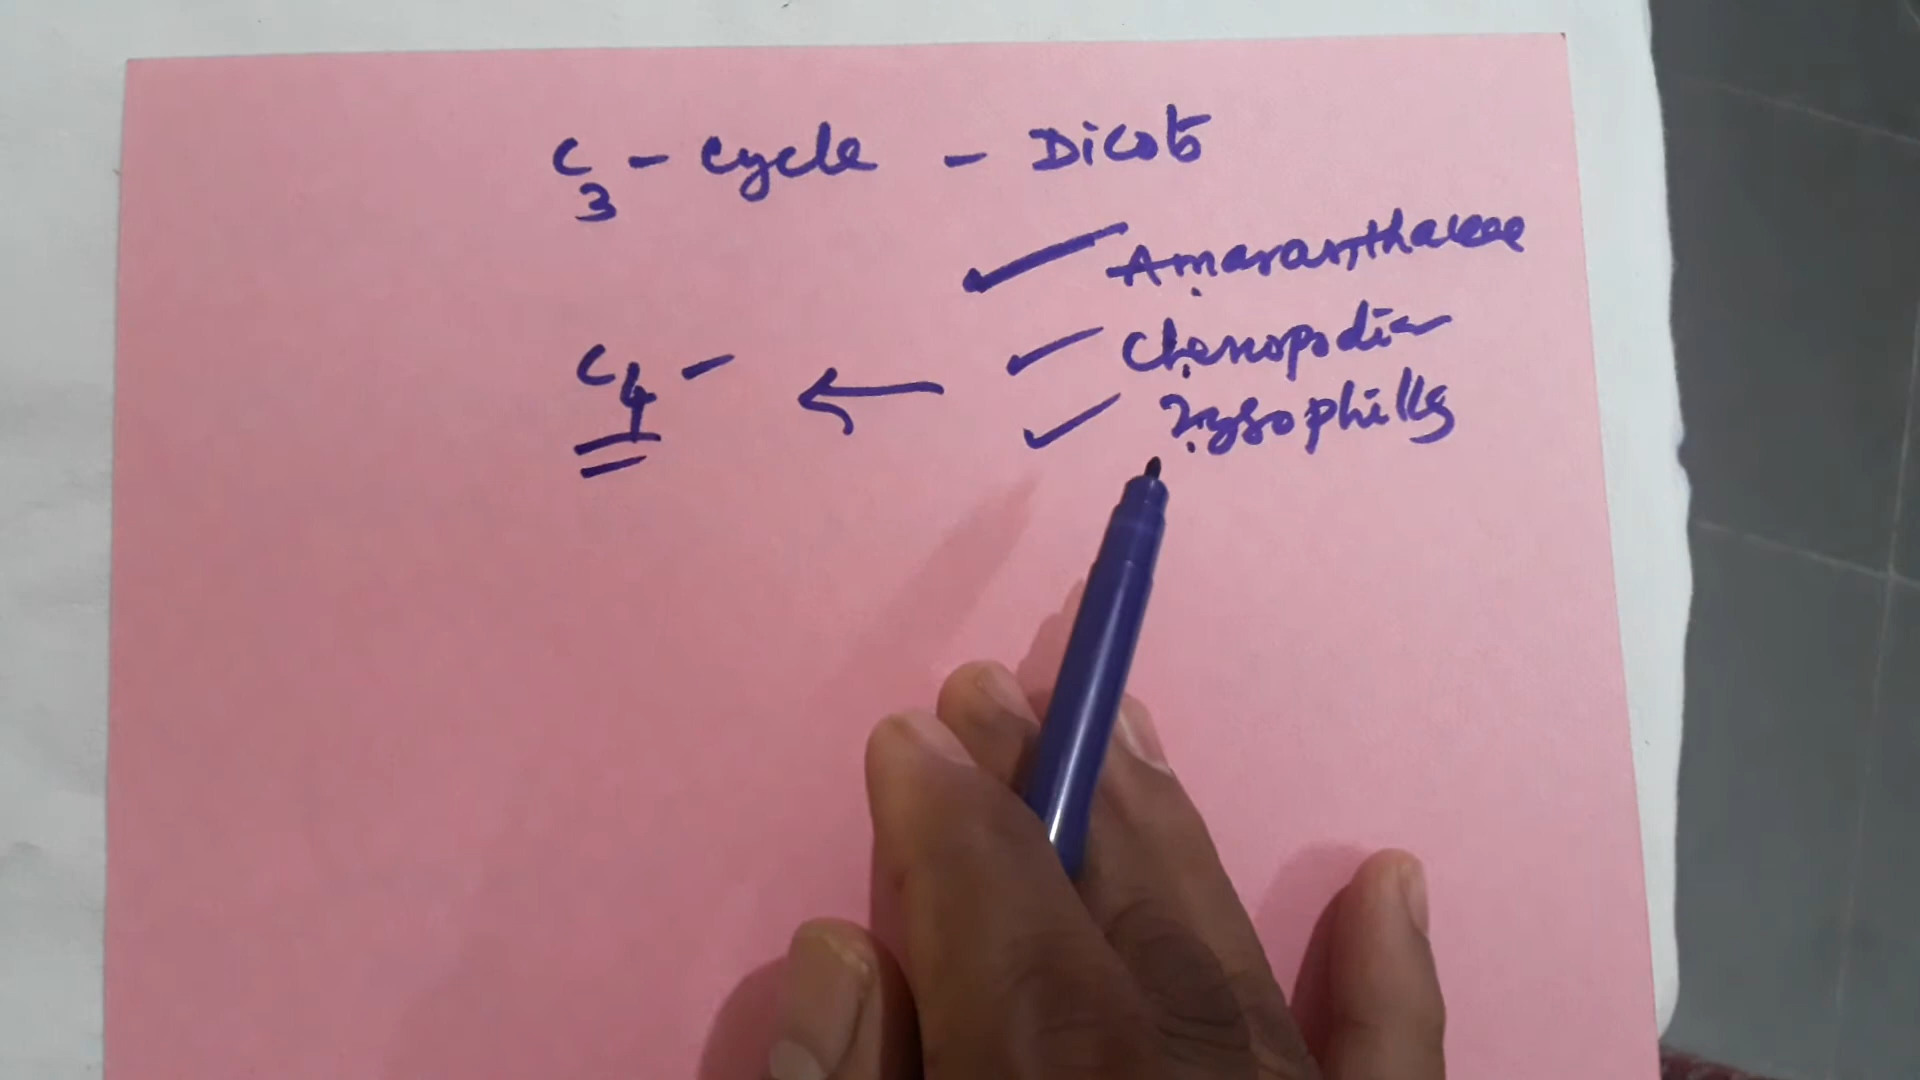 C3 - cycle - Dicots
Amaranthaceae
C4 - ← Chenopodia
Zygophills